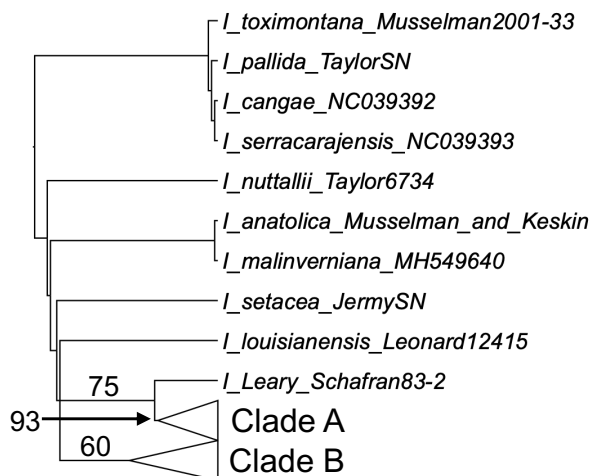 I_toximontana_Musselman2001-33
I_pallida_TaylorSN
I_cangae_NC039392
I_serracarajensis_NC039393
I_nuttallii_Taylor6734
I_anatolica_Musselman_and_Keskin
I_malinverniana_MH549640
I_setacea_JermySN
I_louisianensis_Leonard12415
75 I_Leary_Schafran83-2
93 Clade A
60 Clade B